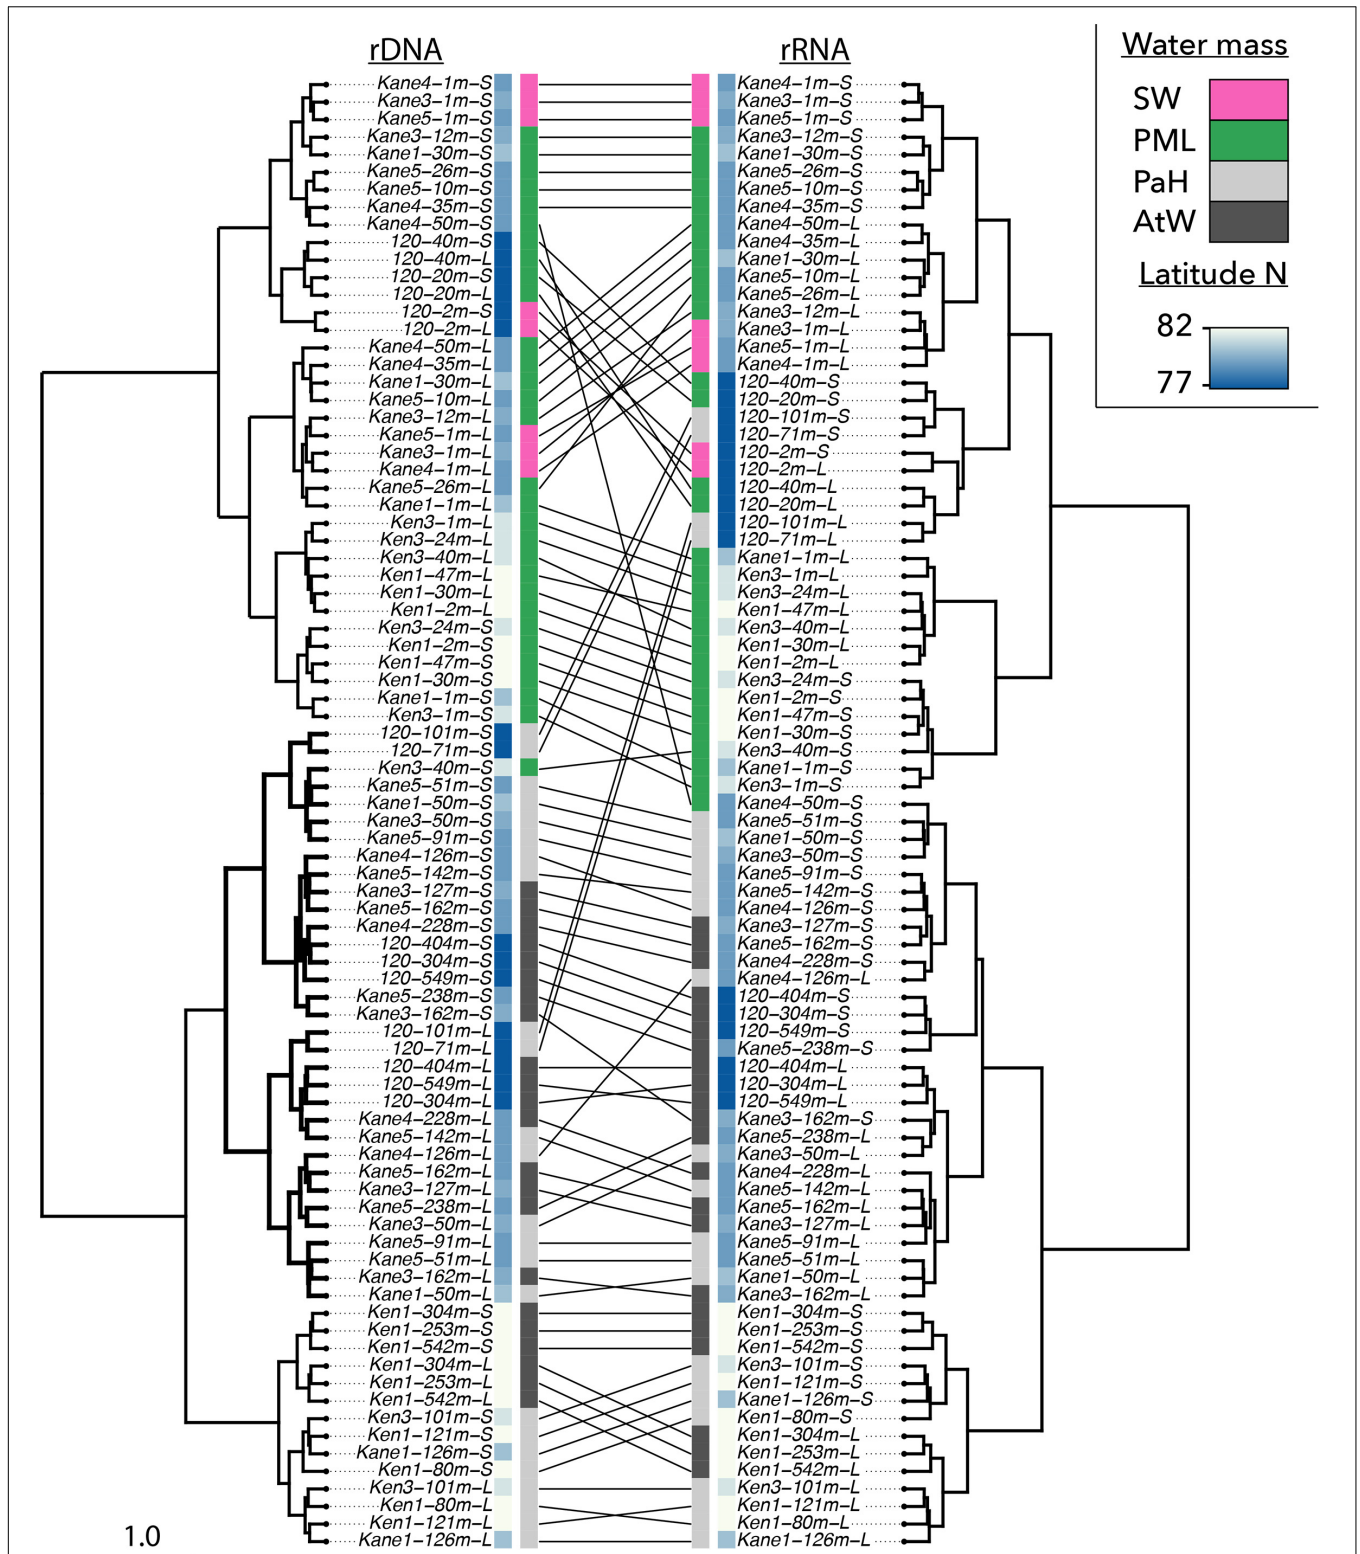 rDNA
Kane4-1m-S
Kane3-1m-S
Kane5-1m-S
Kane3-12m-S
Kane1-30m-S
Kane5-26m-S
Kane5-10m-S
Kane4-35m-S
Kane4-50m-S
120-40m-S
120-40m-L
120-20m-S
120-20m-L
120-2m-S
120-2m-L
Kane4-50m-L
Kane4-35m-L
Kane1-30m-L
Kane5-10m-L
Kane3-12m-L
Kane5-1m-L
Kane3-1m-L
Kane4-1m-L
Kane5-26m-L
Kane1-1m-L
Ken3-1m-L
Ken3-24m-L
Ken3-40m-L
Ken1-47m-L
Ken1-30m-L
Ken1-2m-L
Ken3-24m-S
Ken1-2m-S
Ken1-47m-S
Ken1-30m-S
Kane1-1m-S
Ken3-1m-S
120-101m-S
120-71m-S
Ken3-40m-S
Kane5-51m-S
Kane1-50m-S
Kane3-50m-S
Kane5-91m-S
Kane4-126m-S
Kane5-142m-S
Kane3-127m-S
Kane5-162m-S
Kane4-228m-S
120-404m-S
120-304m-S
120-549m-S
Kane5-238m-S
Kane3-162m-S
120-101m-L
120-71m-L
120-404m-L
120-549m-L
120-304m-L
Kane4-228m-L
Kane5-142m-L
Kane4-126m-L
Kane5-162m-L
Kane3-127m-L
Kane5-238m-L
Kane3-50m-L
Kane5-91m-L
Kane5-51m-L
Kane3-162m-L
Kane1-50m-L
Ken1-304m-S
Ken1-253m-S
Ken1-542m-S
Ken1-304m-L
Ken1-253m-L
Ken1-542m-L
Ken3-101m-S
Ken1-121m-S
Kane1-126m-S
Ken1-80m-S
Ken3-101m-L
Ken1-80m-L
Ken1-121m-L
Kane1-126m-L
1.0
rRNA
Kane4-1m-S
Kane3-1m-S
Kane5-1m-S
Kane3-12m-S
Kane1-30m-S
Kane5-26m-S
Kane5-10m-S
Kane4-35m-S
Kane4-50m-L
Kane4-35m-L
Kane1-30m-L
Kane5-10m-L
Kane5-26m-L
Kane3-12m-L
Kane3-1m-L
Kane5-1m-L
Kane4-1m-L
120-40m-S
120-20m-S
120-101m-S
120-71m-S
120-2m-S
120-2m-L
120-40m-L
120-20m-L
120-101m-L
120-71m-L
Kane1-1m-L
Ken3-1m-L
Ken3-24m-L
Ken1-47m-L
Ken3-40m-L
Ken1-30m-L
Ken1-2m-L
Ken3-24m-S
Ken1-2m-S
Ken1-47m-S
Ken1-30m-S
Ken3-40m-S
Kane1-1m-S
Ken3-1m-S
Kane4-50m-S
Kane5-51m-S
Kane1-50m-S
Kane3-50m-S
Kane5-91m-S
Kane5-142m-S
Kane4-126m-S
Kane3-127m-S
Kane5-162m-S
Kane4-228m-S
Kane4-126m-L
120-404m-S
120-304m-S
120-549m-S
Kane5-238m-S
120-404m-L
120-304m-L
120-549m-L
Kane3-162m-S
Kane5-238m-L
Kane3-50m-L
Kane4-228m-L
Kane5-142m-L
Kane5-162m-L
Kane3-127m-L
Kane5-91m-L
Kane5-51m-L
Kane1-50m-L
Kane3-162m-L
Ken1-304m-S
Ken1-253m-S
Ken1-542m-S
Ken3-101m-S
Ken1-121m-S
Kane1-126m-S
Ken1-80m-S
Ken1-304m-L
Ken1-253m-L
Ken1-542m-L
Ken3-101m-L
Ken1-121m-L
Ken1-80m-L
Kane1-126m-L
Water mass
SW
PML
PaH
AtW
Latitude N
82
77